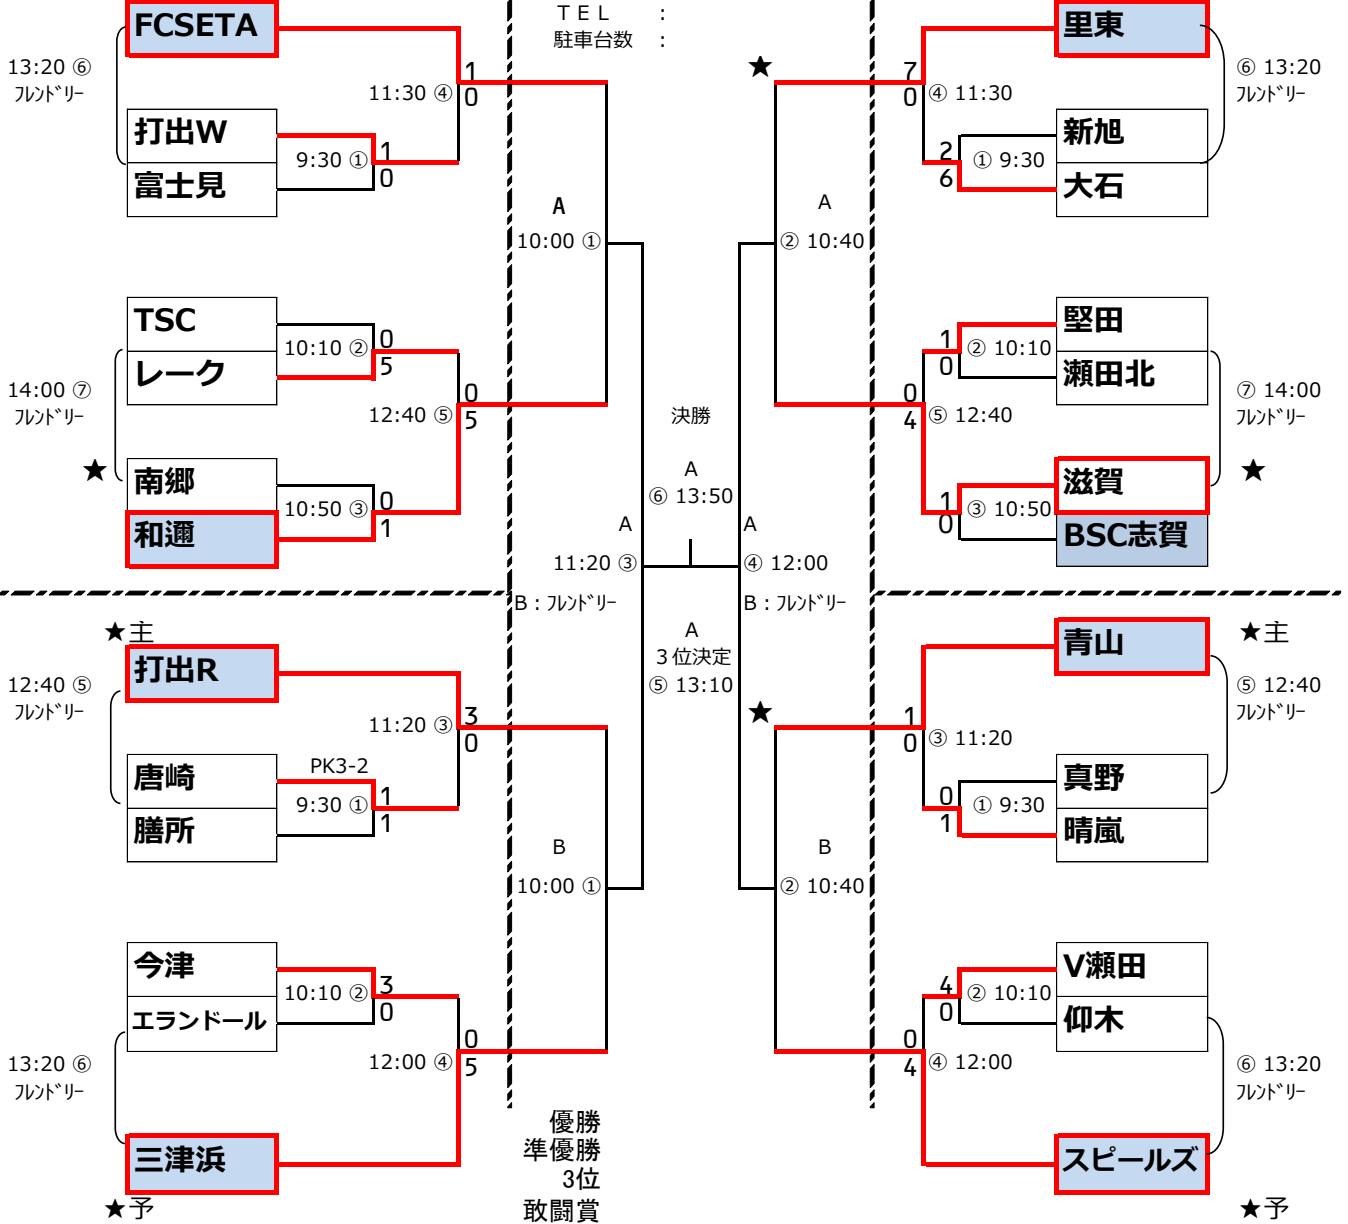 TEL :
駐車台数 :
FCSETA
13:20 ⑥
ﾌﾚﾝﾄﾞﾘｰ
11:30 ④
1
0
打出W
富士見
9:30 ①
1
0
A
10:00 ①
TSC
レーク
10:10 ②
0
5
14:00 ⑦
ﾌﾚﾝﾄﾞﾘｰ
12:40 ⑤
0
5
★
南郷
和邇
10:50 ③
0
1
里東
★
7
0
④ 11:30
⑥ 13:20
ﾌﾚﾝﾄﾞﾘｰ
新旭
大石
2
6
① 9:30
A
② 10:40
堅田
瀬田北
1
0
② 10:10
0
4
⑤ 12:40
⑦ 14:00
ﾌﾚﾝﾄﾞﾘｰ
滋賀
BSC志賀
1
0
③ 10:50
★
決勝
A
⑥ 13:50
A
11:20 ③
B:ﾌﾚﾝﾄﾞﾘｰ
A
④ 12:00
B:ﾌﾚﾝﾄﾞﾘｰ
A
3位決定
⑤ 13:10
★主
打出R
12:40 ⑤
ﾌﾚﾝﾄﾞﾘｰ
11:20 ③
3
0
唐崎
膳所
PK3-2
9:30 ①
1
1
B
10:00 ①
今津
エランドール
10:10 ②
3
0
13:20 ⑥
ﾌﾚﾝﾄﾞﾘｰ
12:00 ④
0
5
三津浜
★予
★主
青山
★
1
0
③ 11:20
⑤ 12:40
ﾌﾚﾝﾄﾞﾘｰ
真野
晴嵐
0
1
① 9:30
B
② 10:40
V瀬田
仰木
4
0
② 10:10
0
4
④ 12:00
⑥ 13:20
ﾌﾚﾝﾄﾞﾘｰ
スピールズ
★予
優勝
準優勝
3位
敢闘賞